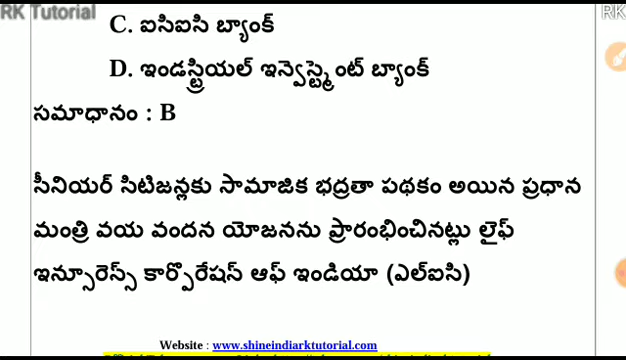 RK Tutorial
RK
C. ఐసిఐసి బ్యాంక్
D. ఇండస్ట్రియల్ ఇన్వెస్ట్మెంట్ బ్యాంక్
సమాధానం : B
సీనియర్ సిటిజన్లకు సామాజిక భద్రతా పథకం అయిన ప్రధాన
మంత్రి వయ వందన యోజనను ప్రారంభించినట్లు లైఫ్
ఇన్సూరెన్స్ కార్పొరేషన్ ఆఫ్ ఇండియా (ఎల్ఐసి)
Website : www.shineindiarktutorial.com